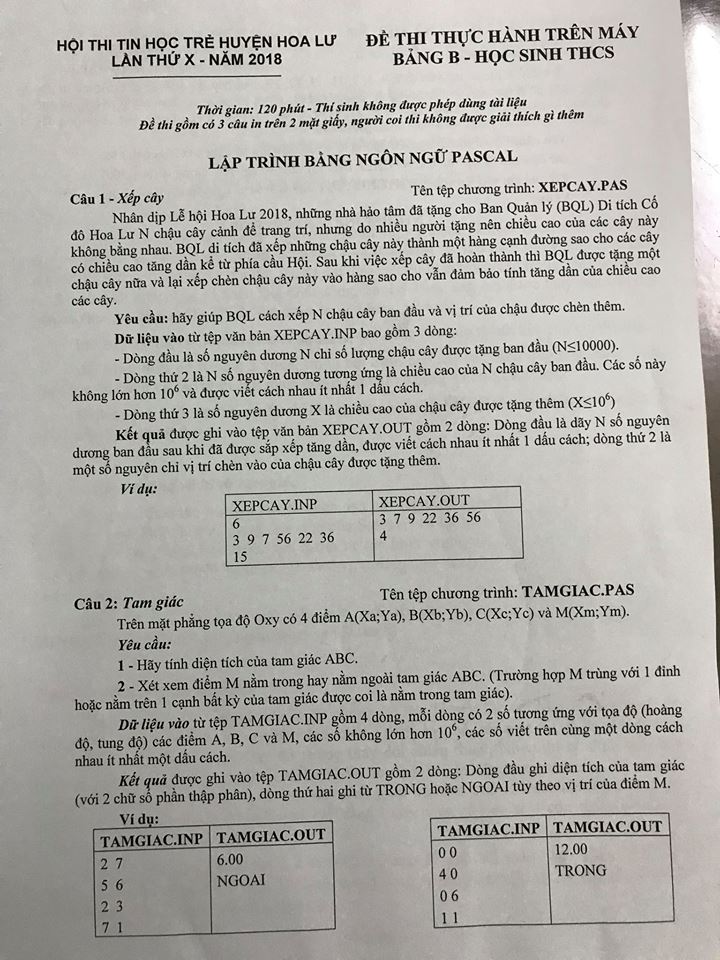 HỘI THI TIN HỌC TRẺ HUYỆN HOA LƯ
LẦN THỨ X - NĂM 2018
ĐỀ THI THỰC HÀNH TRÊN MÁY
BẢNG B - HỌC SINH THCS
Thời gian: 120 phút - Thí sinh không được phép dùng tài liệu
Đề thi gồm có 3 câu in trên 2 mặt giấy, người coi thi không được giải thích gì thêm
LẬP TRÌNH BẰNG NGÔN NGỮ PASCAL
Câu 1 - Xếp cây Tên tệp chương trình: XEPCAY.PAS
Nhân dịp Lễ hội Hoa Lư 2018, những nhà hảo tâm đã tặng cho Ban Quản lý (BQL) Di tích Cố
đô Hoa Lư N chậu cây cảnh để trang trí, nhưng do nhiều người tặng nên chiều cao của các cây này
không bằng nhau. BQL di tích đã xếp những chậu cây này thành một hàng cạnh đường sao cho các cây
có chiều cao tăng dần kể từ phía cầu Hội. Sau khi việc xếp cây đã hoàn thành thì BQL được tặng một
chậu cây nữa và lại xếp chèn chậu cây này vào hàng sao cho vẫn đảm bảo tính tăng dần của chiều cao
các cây.
Yêu cầu: hãy giúp BQL cách xếp N chậu cây ban đầu và vị trí của chậu được chèn thêm.
Dữ liệu vào từ tệp văn bản XEPCAY.INP bao gồm 3 dòng:
- Dòng đầu là số nguyên dương N chỉ số lượng chậu cây được tặng ban đầu (N≤10000).
- Dòng thứ 2 là N số nguyên dương tương ứng là chiều cao của N chậu cây ban đầu. Các số này
không lớn hơn 10⁶ và được viết cách nhau ít nhất 1 dấu cách.
- Dòng thứ 3 là số nguyên dương X là chiều cao của chậu cây được tặng thêm (X≤10⁶)
Kết quả được ghi vào tệp văn bản XEPCAY.OUT gồm 2 dòng: Dòng đầu là dãy N số nguyên
dương ban đầu sau khi đã được sắp xếp tăng dần, được viết cách nhau ít nhất 1 dấu cách; dòng thứ 2 là
một số nguyên chỉ vị trí chèn vào của chậu cây được tặng thêm.
Ví dụ:
XEPCAY.INP XEPCAY.OUT
6 3 7 9 22 36 56
3 9 7 56 22 36 4
15
Câu 2: Tam giác Tên tệp chương trình: TAMGIAC.PAS
Trên mặt phẳng tọa độ Oxy có 4 điểm A(Xa;Ya), B(Xb;Yb), C(Xc;Yc) và M(Xm;Ym).
Yêu cầu:
1 - Hãy tính diện tích của tam giác ABC.
2 - Xét xem điểm M nằm trong hay nằm ngoài tam giác ABC. (Trường hợp M trùng với 1 đỉnh
hoặc nằm trên 1 cạnh bất kỳ của tam giác được coi là nằm trong tam giác).
Dữ liệu vào từ tệp TAMGIAC.INP gồm 4 dòng, mỗi dòng có 2 số tương ứng với tọa độ (hoàng
độ, tung độ) các điểm A, B, C và M, các số không lớn hơn 10⁶, các số viết trên cùng một dòng cách
nhau ít nhất một dấu cách.
Kết quả được ghi vào tệp TAMGIAC.OUT gồm 2 dòng: Dòng đầu ghi diện tích của tam giác
(với 2 chữ số phần thập phân), dòng thứ hai ghi từ TRONG hoặc NGOAI tùy theo vị trí của điểm M.
Ví dụ:
TAMGIAC.INP TAMGIAC.OUT
2 7 6.00
5 6 NGOAI
2 3
7 1
TAMGIAC.INP TAMGIAC.OUT
0 0 12.00
4 0 TRONG
0 6
1 1